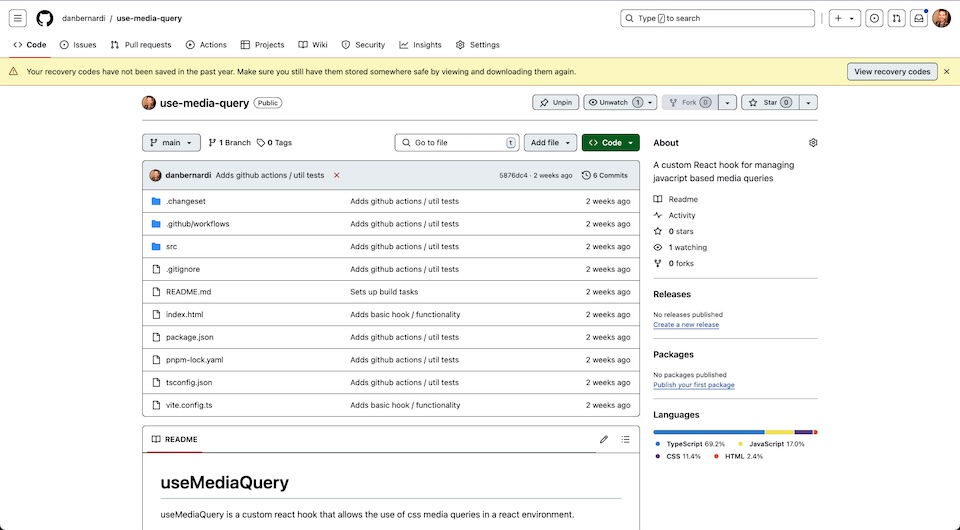 danbernardi / use-media-query
Type / to search
Code Issues Pull requests Actions Projects Wiki Security Insights Settings
Your recovery codes have not been saved in the past year. Make sure you still have them stored somewhere safe by viewing and downloading them again.
View recovery codes
use-media-query Public
Unpin Unwatch 1 Fork 0 Star 0
main 1 Branch 0 Tags
Go to file t Add file Code
danbernardi Adds github actions / util tests 5876dc4 · 2 weeks ago 6 Commits
.changeset Adds github actions / util tests 2 weeks ago
.github/workflows Adds github actions / util tests 2 weeks ago
src Adds github actions / util tests 2 weeks ago
.gitignore Adds github actions / util tests 2 weeks ago
README.md Sets up build tasks 2 weeks ago
index.html Adds basic hook / functionality 2 weeks ago
package.json Adds github actions / util tests 2 weeks ago
pnpm-lock.yaml Adds github actions / util tests 2 weeks ago
tsconfig.json Adds github actions / util tests 2 weeks ago
vite.config.ts Adds basic hook / functionality 2 weeks ago
README
useMediaQuery
useMediaQuery is a custom react hook that allows the use of css media queries in a react environment.
About
A custom React hook for managing
javacript based media queries
Readme
Activity
0 stars
1 watching
0 forks
Releases
No releases published
Create a new release
Packages
No packages published
Publish your first package
Languages
TypeScript 69.2% JavaScript 17.0%
CSS 11.4% HTML 2.4%